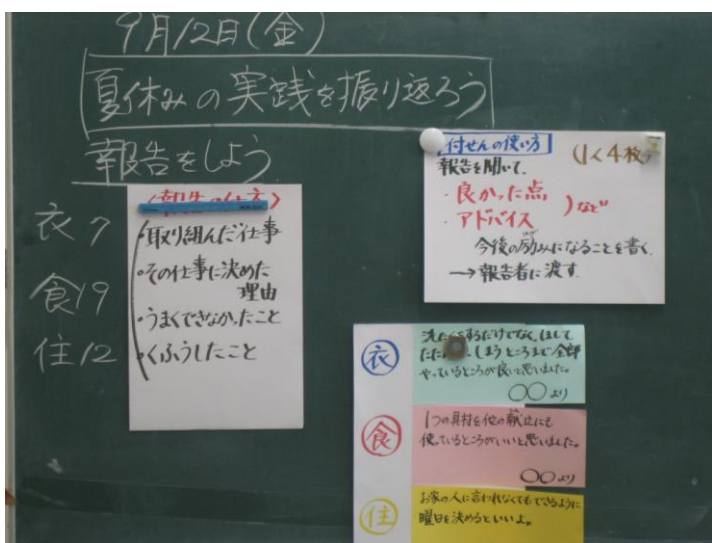 9月12日(金)
夏休みの実践を振り返ろう
報告をしよう
衣7
食19
住12
・取り組んだ仕事
・その仕事に決めた
理由
・うまくできなかったこと
・くふうしたこと
付せんの使い方
(1人4枚)
報告を聞いて、
・良かった点
・アドバイス
など
今後の励みになることを書く。
→報告者に渡す。
衣
洗たくをするだけでなく、ほして
しまうところまで全部
やっているところが良いと思いました。
○○より
食
1つの具材を他の献立にも
使っているところがいいと思いました。
○○より
住
お家の人に言われなくてもできるように
曜日を決めるといいよ。